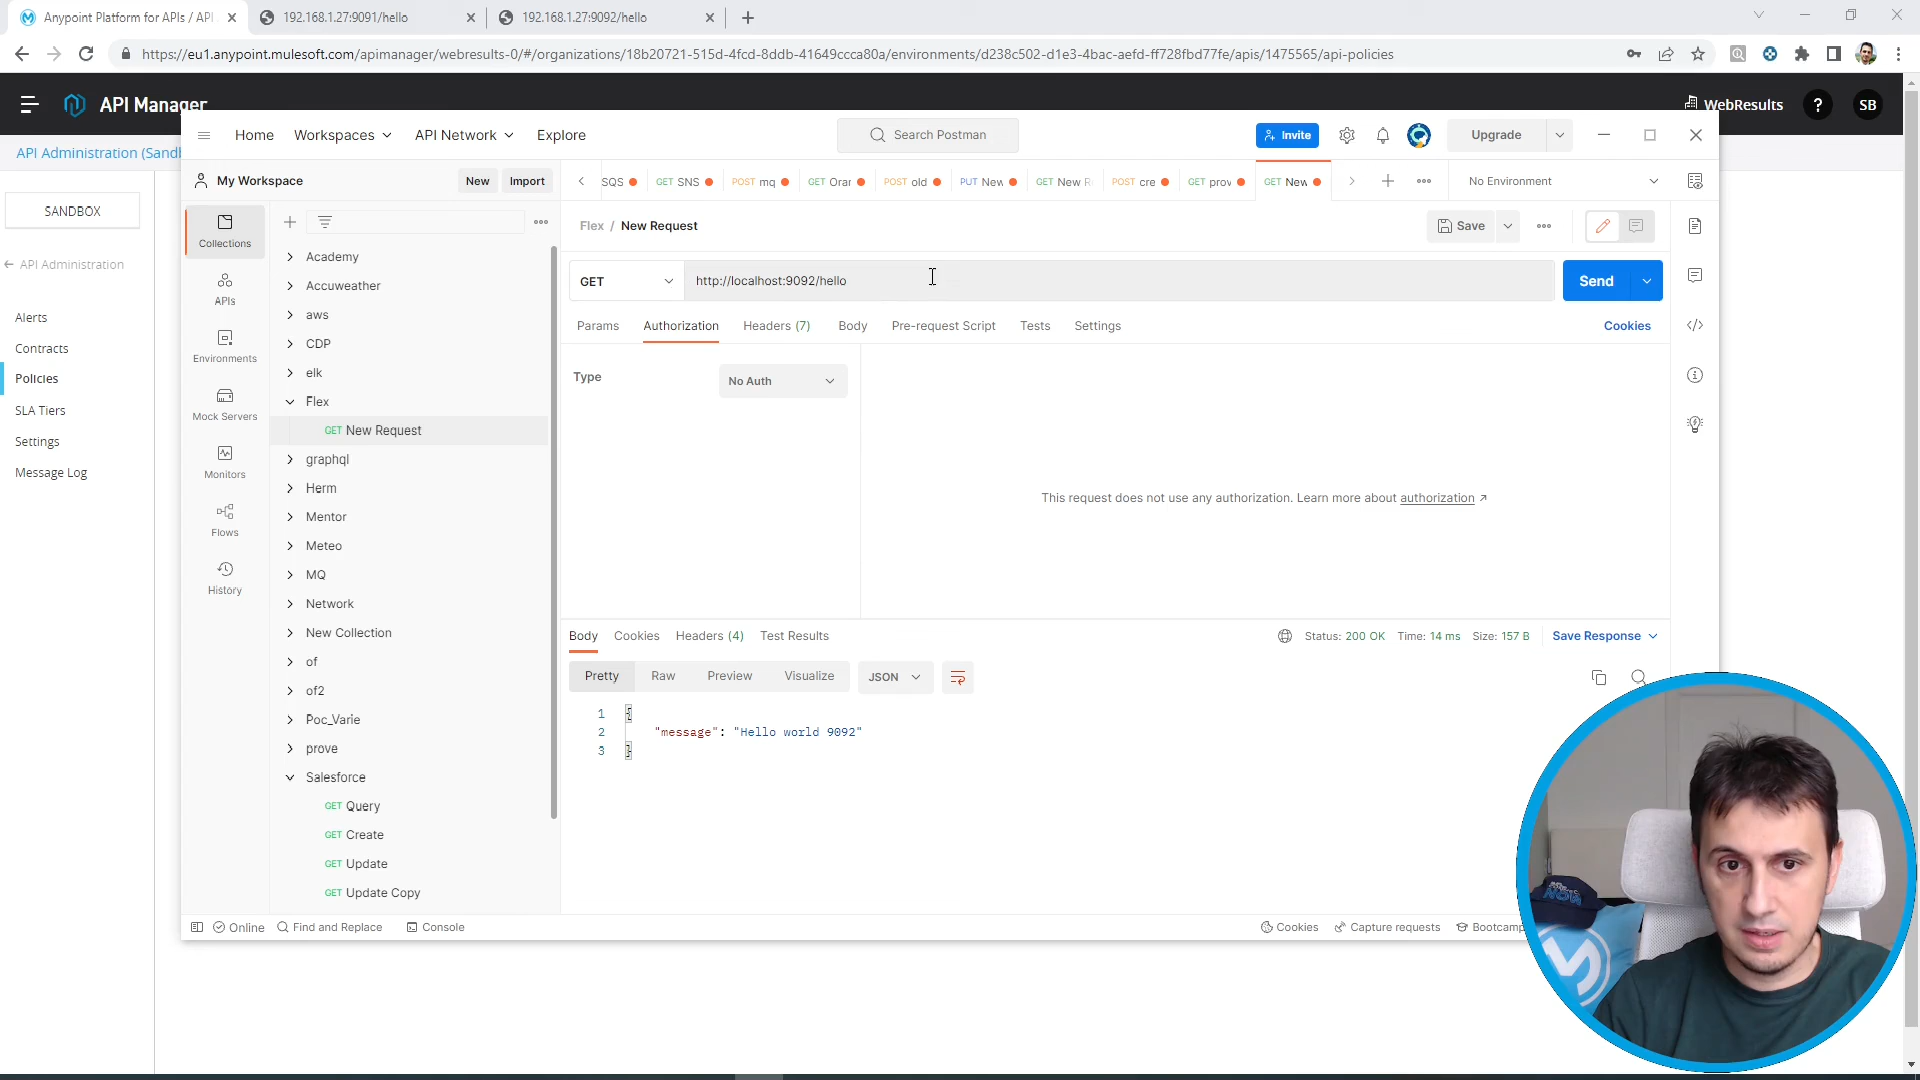 Anypoint Platform for APIs / API
192.168.1.27:9091/hello
192.168.1.27:9092/hello
https://eu1.anypoint.mulesoft.com/apimanager/webresults-0/#/organizations/18b20721-515d-4fcd-8ddb-41649ccca80a/environments/d238c502-d1e3-4bac-aefd-ff728fbd77fe/apis/1475565/api-policies
API Manager
WebResults
?
SB
API Administration (Sandb
SANDBOX
API Administration
Alerts
Contracts
Policies
SLA Tiers
Settings
Message Log
Home
Workspaces
API Network
Explore
Search Postman
Invite
Upgrade
My Workspace
New
Import
SQS
GET SNS
POST mq
GET Orar
POST old
PUT New
GET New R
POST cre
GET prov
GET New
No Environment
Collections
APIs
Environments
Mock Servers
Monitors
Flows
History
Academy
Accuweather
aws
CDP
elk
Flex
GET New Request
graphql
Herm
Mentor
Meteo
MQ
Network
New Collection
of
of2
Poc_Varie
prove
Salesforce
GET Query
GET Create
GET Update
GET Update Copy
Flex / New Request
Save
GET
http://localhost:9092/hello
Send
Params
Authorization
Headers (7)
Body
Pre-request Script
Tests
Settings
Cookies
Type
No Auth
This request does not use any authorization. Learn more about authorization ↗
Body
Cookies
Headers (4)
Test Results
Status: 200 OK
Time: 14 ms
Size: 157 B
Save Response
Pretty
Raw
Preview
Visualize
JSON
1 {
2 "message": "Hello world 9092"
3 }
Online
Find and Replace
Console
Cookies
Capture requests
Bootcamp